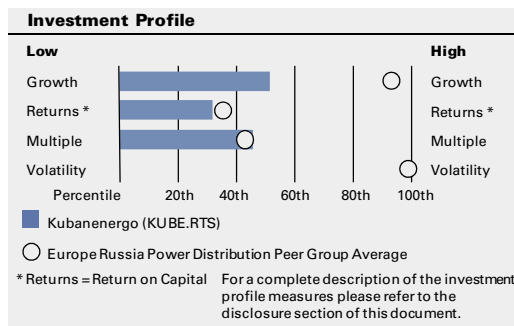 Investment Profile
Low High
Growth Growth
Returns * Returns *
Multiple Multiple
Volatility Volatility
Percentile 20th 40th 60th 80th 100th
Kubanenergo (KUBE.RTS)
Europe Russia Power Distribution Peer Group Average
* Returns = Return on Capital For a complete description of the investment
profile measures please refer to the
disclosure section of this document.